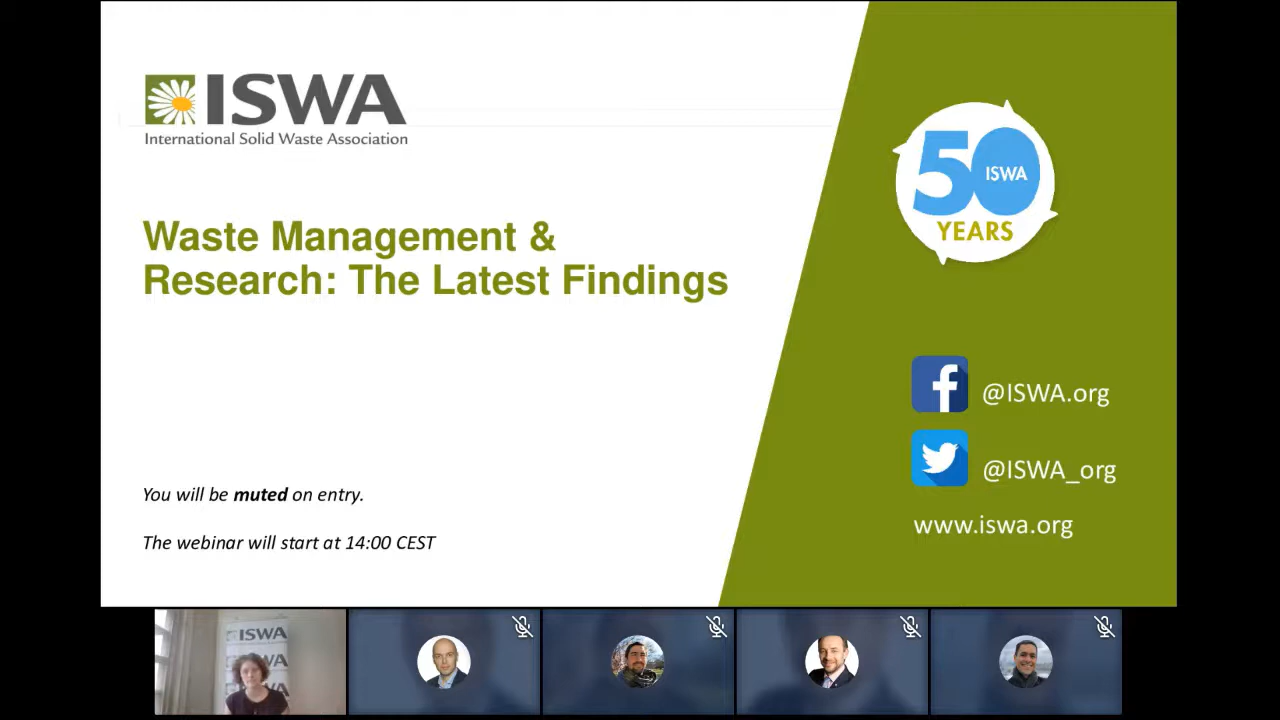 ISWA
International Solid Waste Association
Waste Management &
Research: The Latest Findings
You will be muted on entry.
The webinar will start at 14:00 CEST
50
ISWA
YEARS
f
@ISWA.org
@ISWA_org
www.iswa.org
ISWA